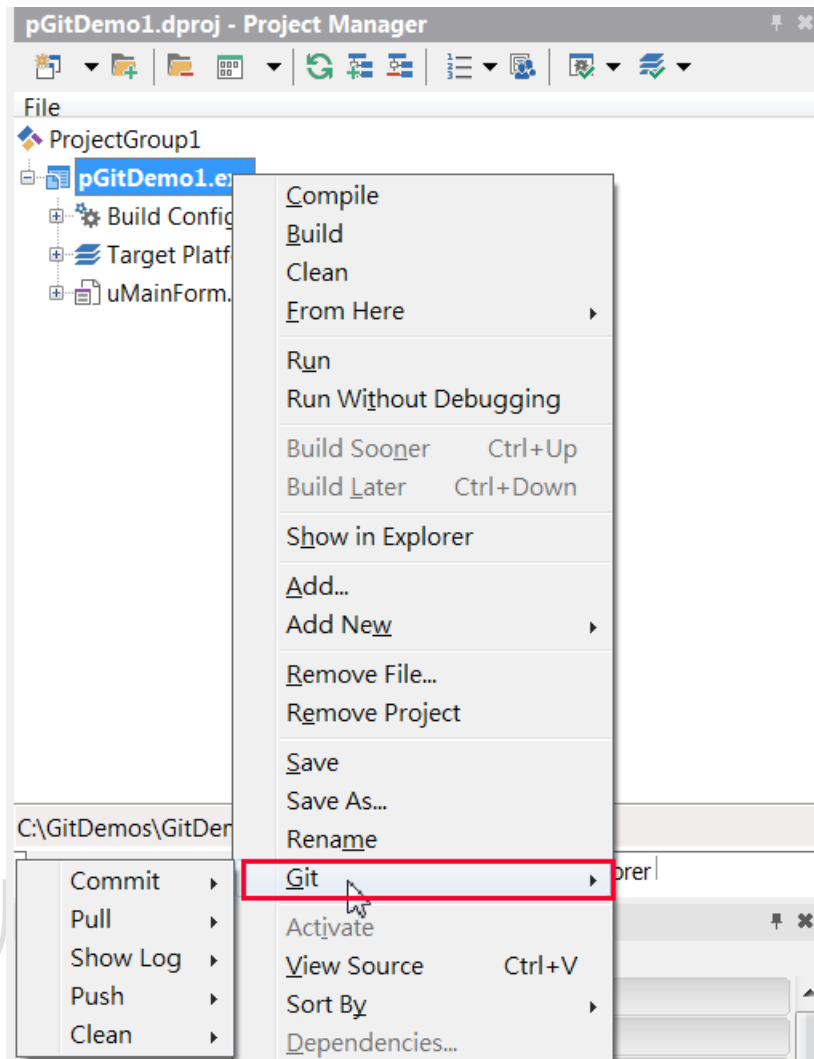 pGitDemo1.dproj - Project Manager
File
ProjectGroup1
pGitDemo1.ex
Build Config
Target Platf
uMainForm.
Compile
Build
Clean
From Here
Run
Run Without Debugging
Build Sooner Ctrl+Up
Build Later Ctrl+Down
Show in Explorer
Add...
Add New
Remove File...
Remove Project
Save
Save As...
Rename
Git
Activate
View Source Ctrl+V
Sort By
Dependencies...
C:\GitDemos\GitDer
orer
Commit
Pull
Show Log
Push
Clean